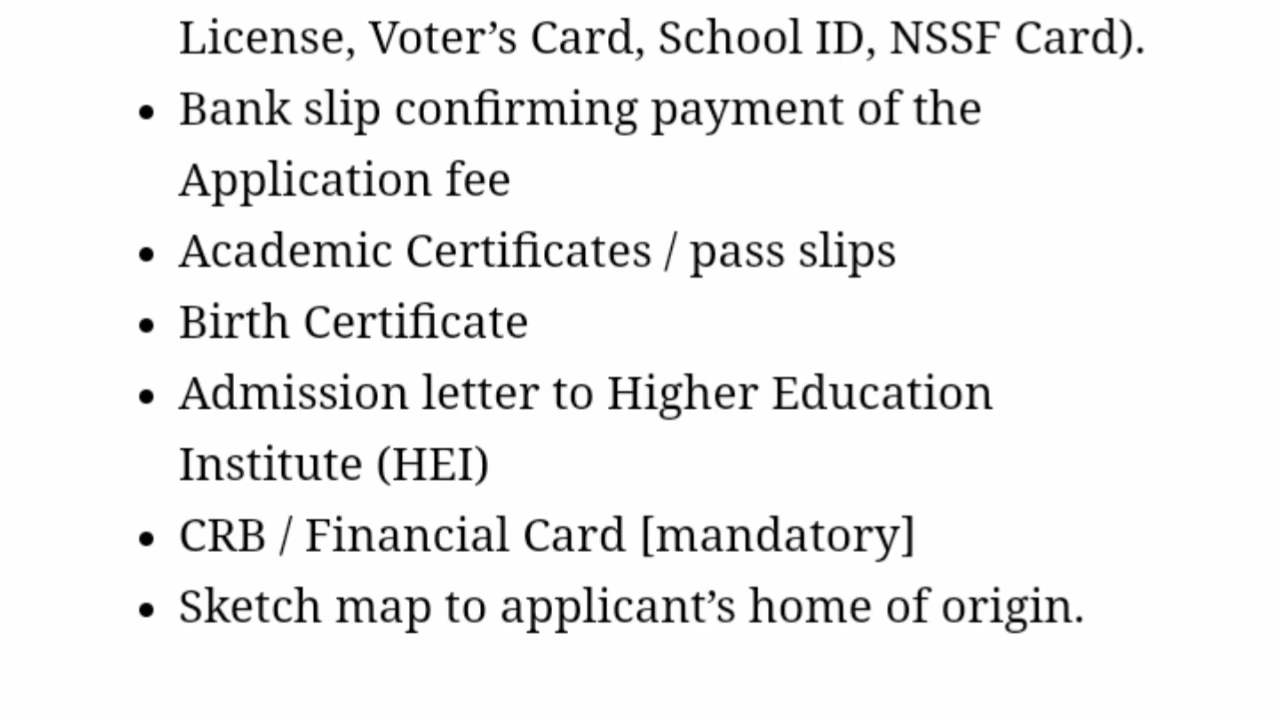 License, Voter’s Card, School ID, NSSF Card).
• Bank slip confirming payment of the
Application fee
• Academic Certificates / pass slips
• Birth Certificate
• Admission letter to Higher Education
Institute (HEI)
• CRB / Financial Card [mandatory]
• Sketch map to applicant’s home of origin.